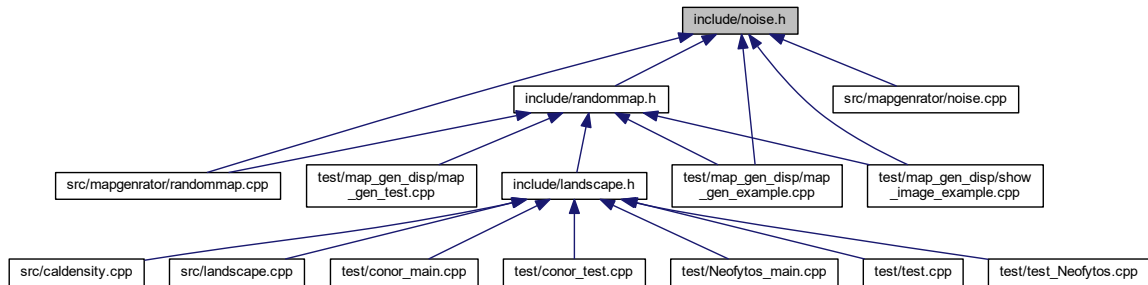 include/noise.h
include/randommap.h
src/mapgenrator/noise.cpp
src/mapgenrator/randommap.cpp
test/map_gen_disp/map
_gen_test.cpp
include/landscape.h
test/map_gen_disp/map
_gen_example.cpp
test/map_gen_disp/show
_image_example.cpp
src/caldensity.cpp
src/landscape.cpp
test/conor_main.cpp
test/conor_test.cpp
test/Neofytos_main.cpp
test/test.cpp
test/test_Neofytos.cpp